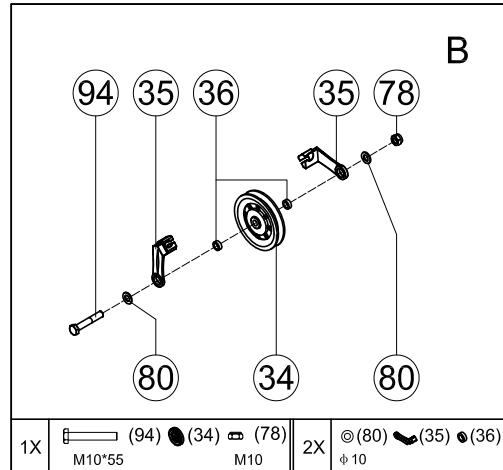 B
94 35 36 35 78
80 34 80
1X (94) (34) (78) 2X (80) (35) (36)
M10*55 M10 ϕ10